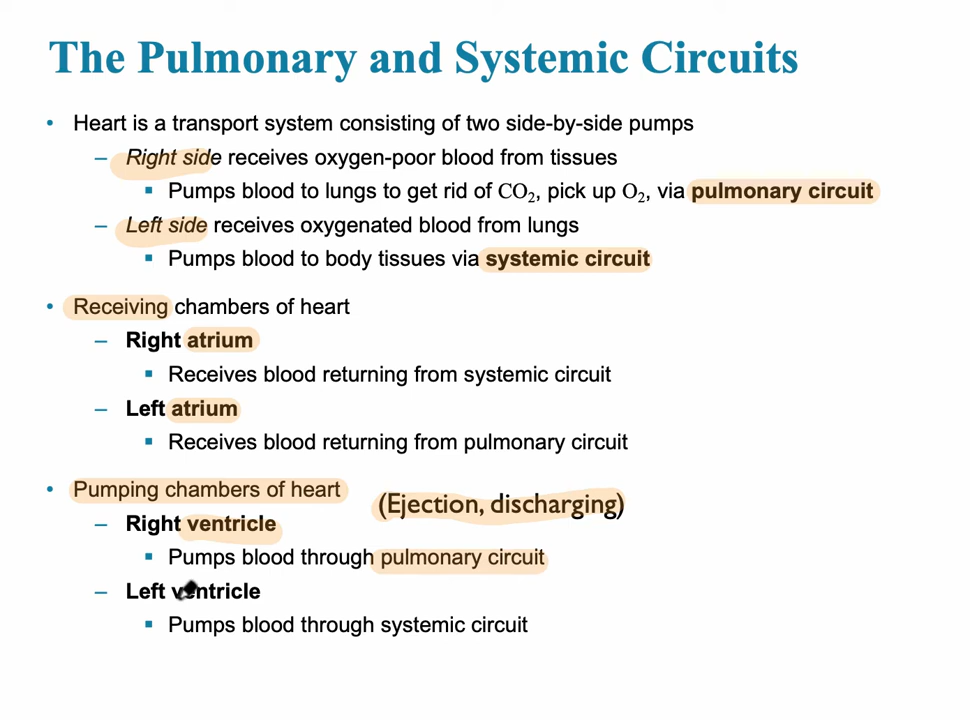 The Pulmonary and Systemic Circuits
• Heart is a transport system consisting of two side-by-side pumps
– Right side receives oxygen-poor blood from tissues
▪ Pumps blood to lungs to get rid of CO₂, pick up O₂, via pulmonary circuit
– Left side receives oxygenated blood from lungs
▪ Pumps blood to body tissues via systemic circuit
• Receiving chambers of heart
– Right atrium
▪ Receives blood returning from systemic circuit
– Left atrium
▪ Receives blood returning from pulmonary circuit
• Pumping chambers of heart
(Ejection, discharging)
– Right ventricle
▪ Pumps blood through pulmonary circuit
– Left ventricle
▪ Pumps blood through systemic circuit